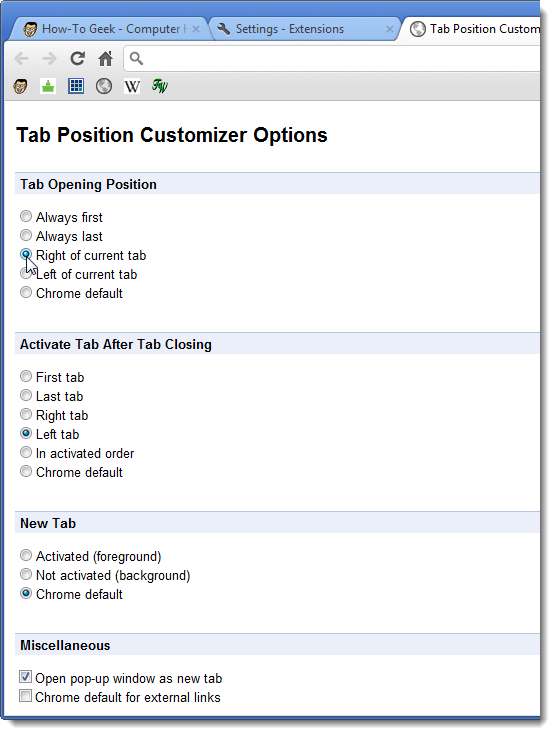 How-To Geek - Computer
Settings - Extensions
Tab Position Custom
W
Tab Position Customizer Options
Tab Opening Position
Always first
Always last
Right of current tab
Left of current tab
Chrome default
Activate Tab After Tab Closing
First tab
Last tab
Right tab
Left tab
In activated order
Chrome default
New Tab
Activated (foreground)
Not activated (background)
Chrome default
Miscellaneous
Open pop-up window as new tab
Chrome default for external links